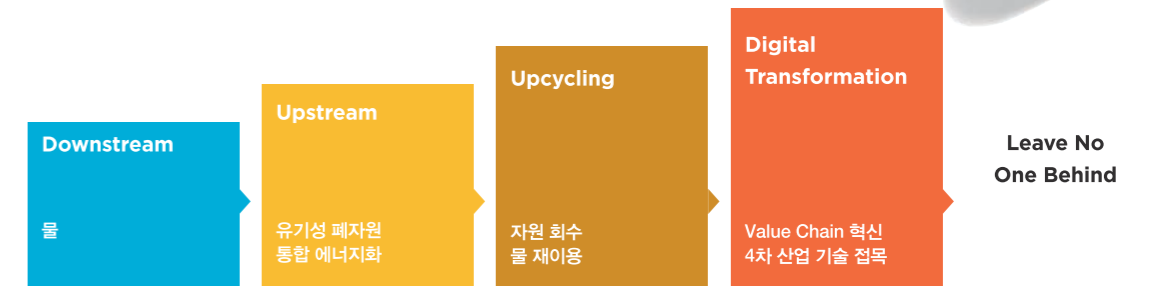 Downstream
물
Upstream
유기성 폐자원
통합 에너지화
Upcycling
자원 회수
물 재이용
Digital
Transformation
Value Chain 혁신
4차 산업 기술 접목
Leave No
One Behind